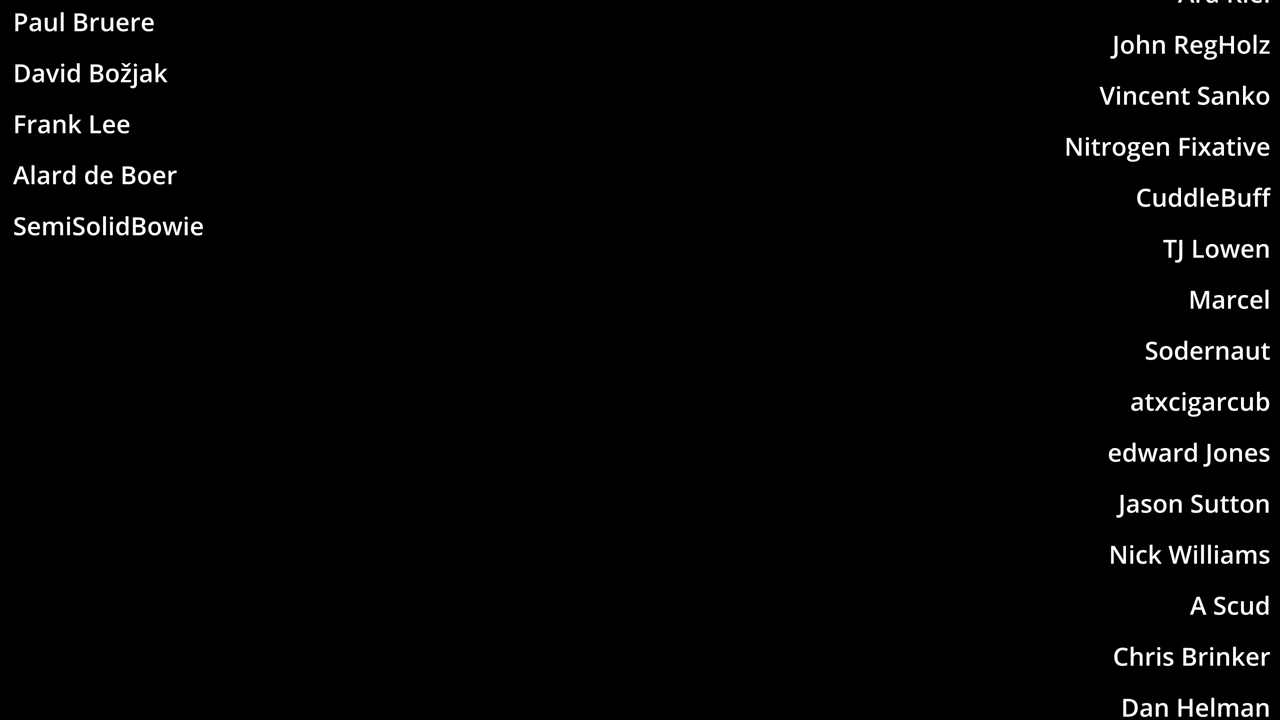 Paul Bruere
David Božjak
Frank Lee
Alard de Boer
SemiSolidBowie
John RegHolz
Vincent Sanko
Nitrogen Fixative
CuddleBuff
TJ Lowen
Marcel
Sodernaut
atxcigarcub
edward Jones
Jason Sutton
Nick Williams
A Scud
Chris Brinker
Dan Helman